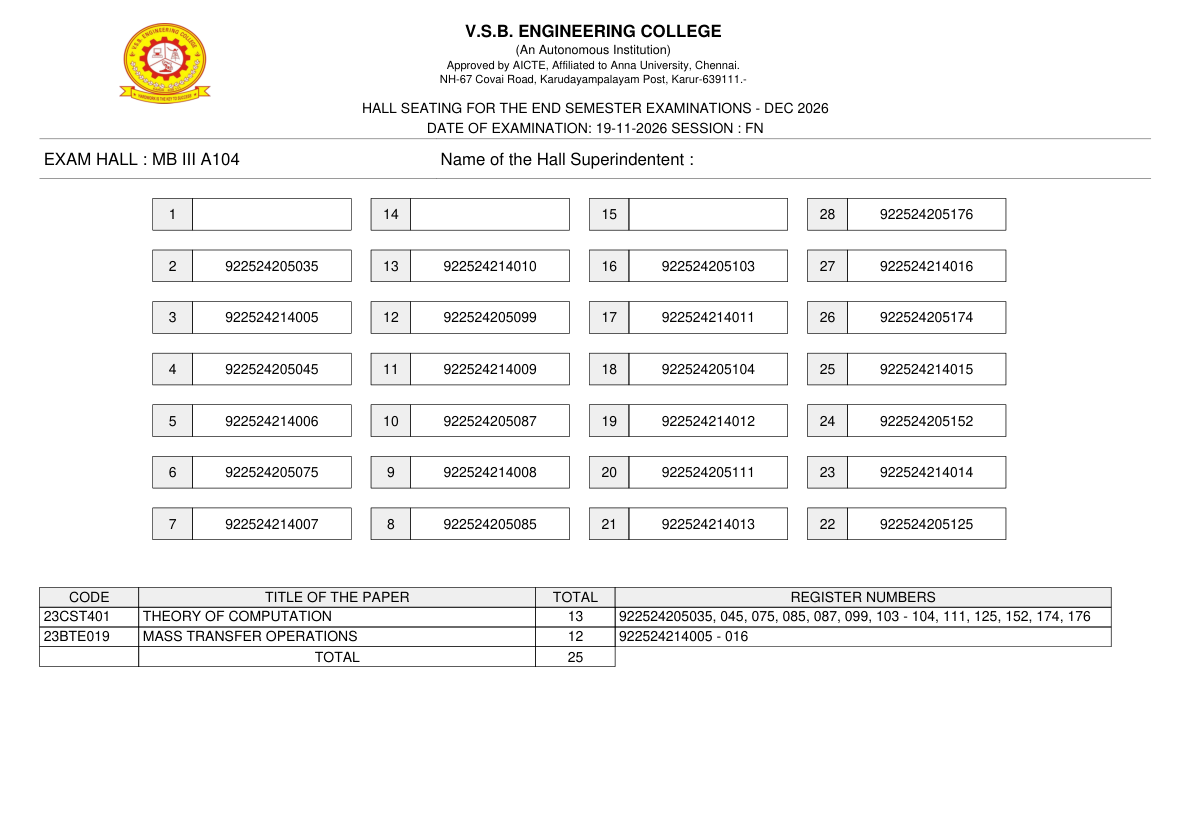 V.S.B. ENGINEERING COLLEGE
(An Autonomous Institution)
Approved by AICTE, Affiliated to Anna University, Chennai.
NH-67 Covai Road, Karudayampalayam Post, Karur-639111.-
HALL SEATING FOR THE END SEMESTER EXAMINATIONS - DEC 2026
DATE OF EXAMINATION: 19-11-2026 SESSION : FN
EXAM HALL : MB III A104 Name of the Hall Superintendent :
1 14 15 28 922524205176
2 922524205035 13 922524214010 16 922524205103 27 922524214016
3 922524214005 12 922524205099 17 922524214011 26 922524205174
4 922524205045 11 922524214009 18 922524205104 25 922524214015
5 922524214006 10 922524205087 19 922524214012 24 922524205152
6 922524205075 9 922524214008 20 922524205111 23 922524214014
7 922524214007 8 922524205085 21 922524214013 22 922524205125
CODE TITLE OF THE PAPER TOTAL REGISTER NUMBERS
23CST401 THEORY OF COMPUTATION 13 922524205035, 045, 075, 085, 087, 099, 103 - 104, 111, 125, 152, 174, 176
23BTE019 MASS TRANSFER OPERATIONS 12 922524214005 - 016
TOTAL 25